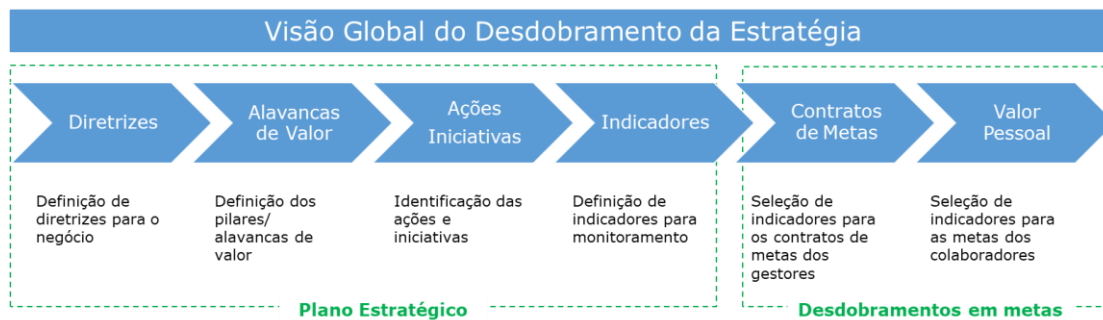 Visão Global do Desdobramento da Estratégia
Diretrizes
Alavancas
de Valor
Ações
Iniciativas
Indicadores
Contratos
de Metas
Valor
Pessoal
Definição de
diretrizes para o
negócio
Definição dos
pilares/
alavancas de
valor
Identificação das
ações e
iniciativas
Definição de
indicadores para
monitoramento
Seleção de
indicadores para
os contratos de
metas dos
gestores
Seleção de
indicadores para
as metas dos
colaboradores
Plano Estratégico
Desdobramentos em metas